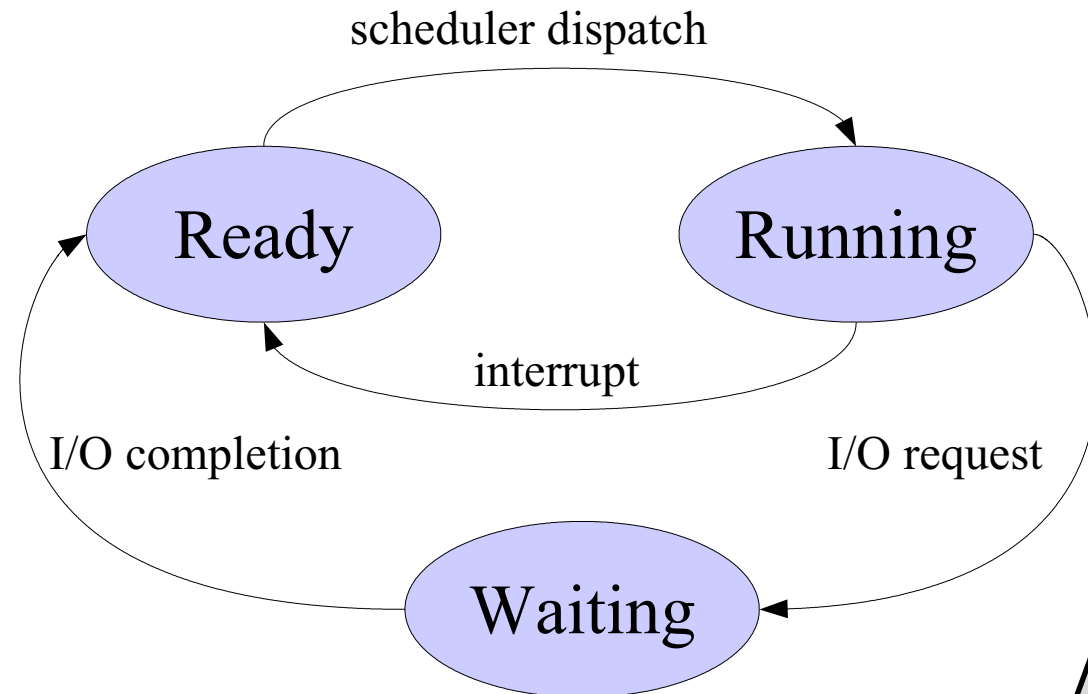 scheduler dispatch
Ready
Running
interrupt
I/O completion
I/O request
Waiting